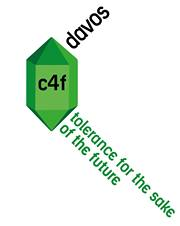 davos
c4f
tolerance for the sake
of the future